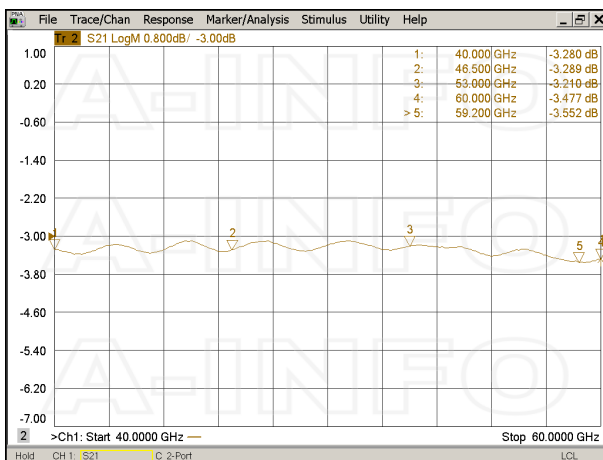 PNA File Trace/Chan Response Marker/Analysis Stimulus Utility Help
Tr 2 S21 LogM 0.800dB/ -3.00dB
1: 40.000 GHz -3.280 dB
2: 46.500 GHz -3.289 dB
3: 53.000 GHz -3.210 dB
4: 60.000 GHz -3.477 dB
> 5: 59.200 GHz -3.552 dB
1.00
0.20
-0.60
-1.40
-2.20
-3.00
-3.80
-4.60
-5.40
-6.20
-7.00
1 2 3 5 4
A-INFO
A-INFO
A-INFO
2 >Ch1: Start 40.0000 GHz Stop 60.0000 GHz
Hold CH 1: S21 C 2-Port LCL